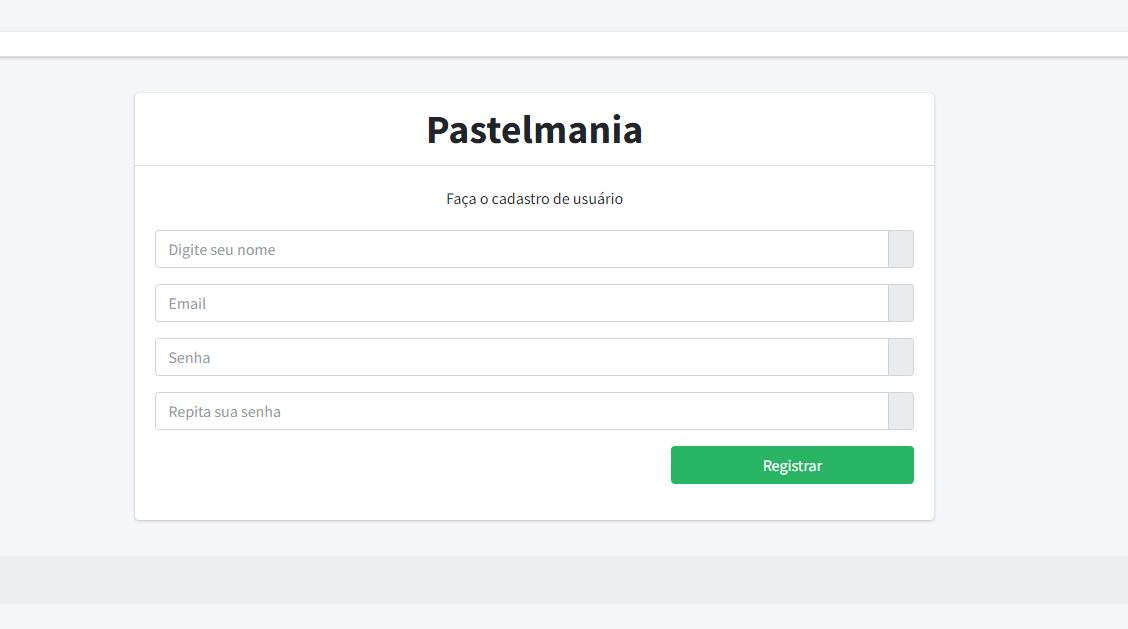 Pastelmania
Faça o cadastro de usuário
Digite seu nome
Email
Senha
Repita sua senha
Registrar